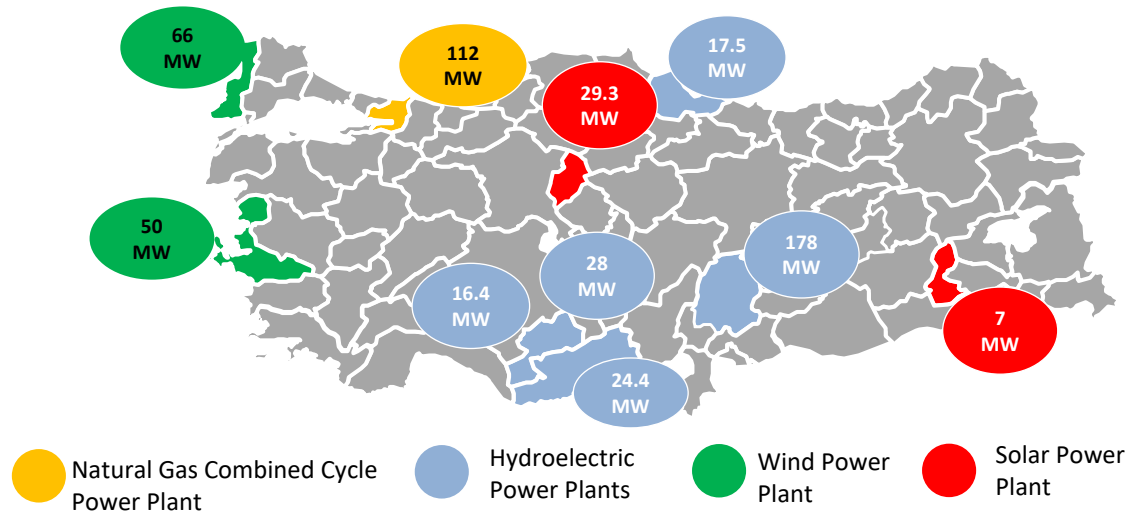 66
MW
112
MW
17.5
MW
29.3
MW
50
MW
28
MW
178
MW
16.4
MW
7
MW
24.4
MW
Natural Gas Combined Cycle
Power Plant
Hydroelectric
Power Plants
Wind Power
Plant
Solar Power
Plant